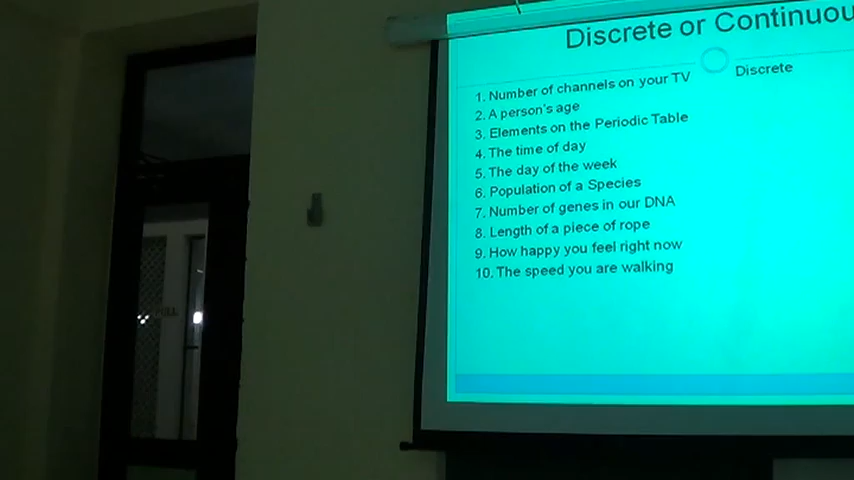 Discrete or Continuou
1. Number of channels on your TV
Discrete
2. A person's age
3. Elements on the Periodic Table
4. The time of day
5. The day of the week
6. Population of a Species
7. Number of genes in our DNA
8. Length of a piece of rope
9. How happy you feel right now
10. The speed you are walking